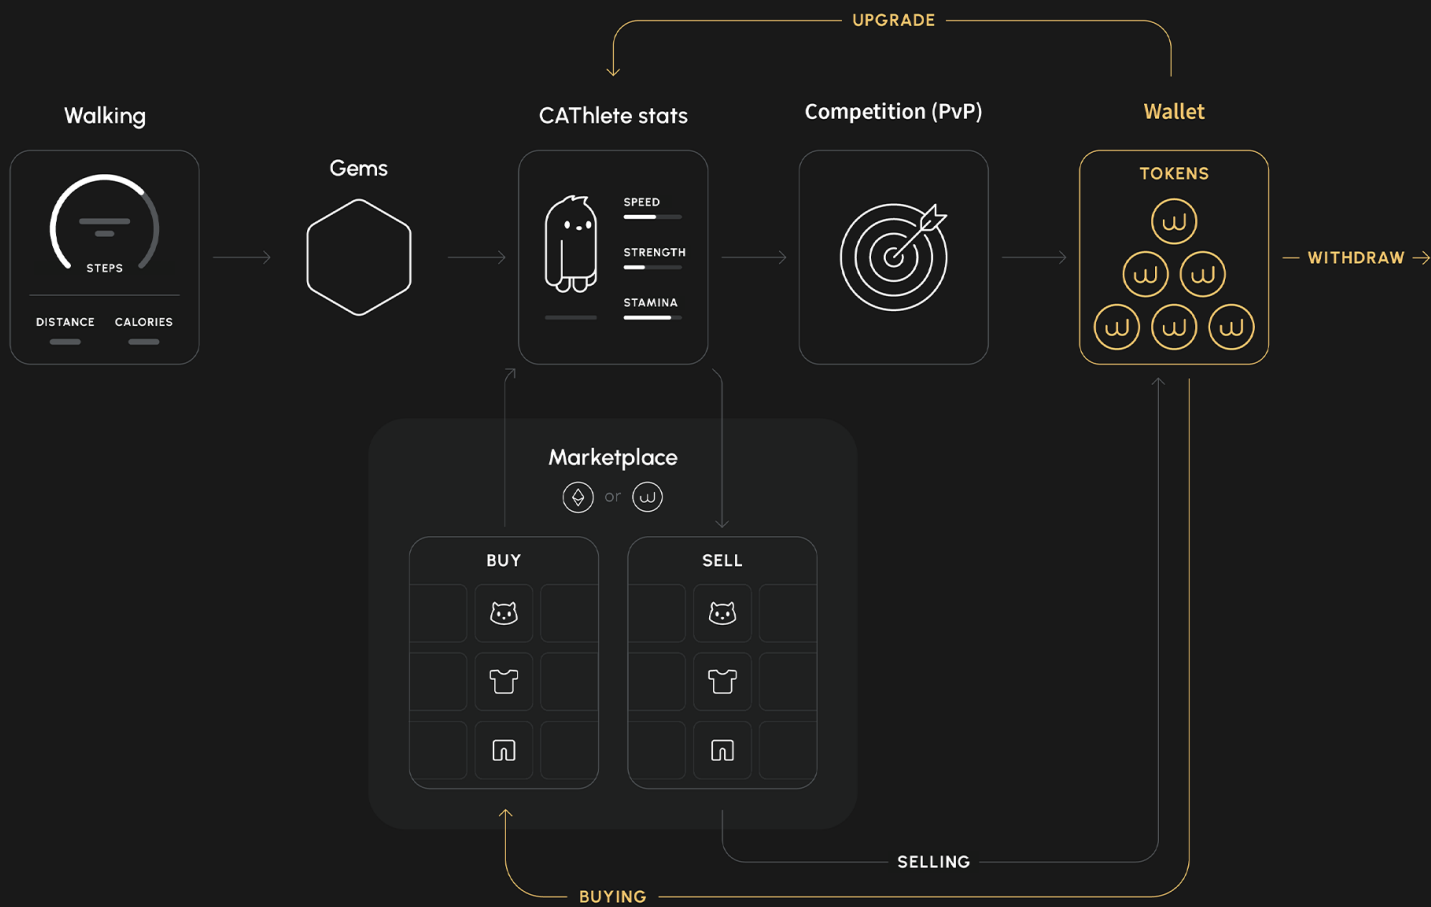 UPGRADE
Walking
Gems
CAThlete stats
Competition (PvP)
Wallet
STEPS
DISTANCE CALORIES
SPEED
STRENGTH
STAMINA
TOKENS
WITHDRAW
Marketplace
or
BUY
SELL
SELLING
BUYING